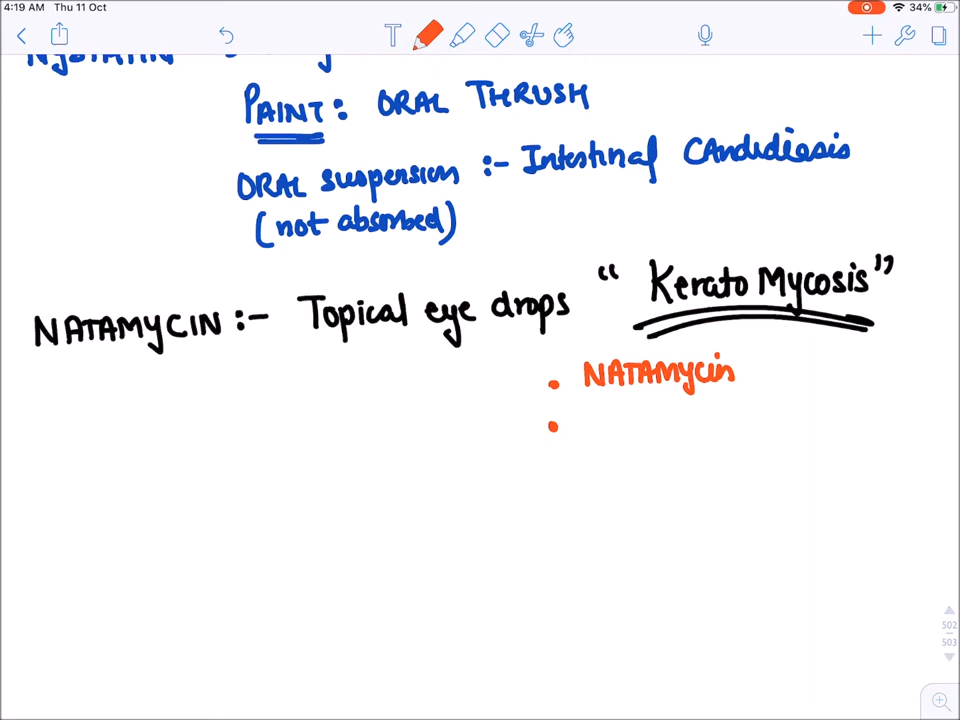 4:19 AM Thu 11 Oct
34%
NYSTATIN :
PAINT : ORAL THRUSH
ORAL suspension :- Intestinal CAndidiasis
(not absorbed)
NATAMYCIN :- Topical eye drops “ Kerato Mycosis ”
• NATAMYcin
•
502
503